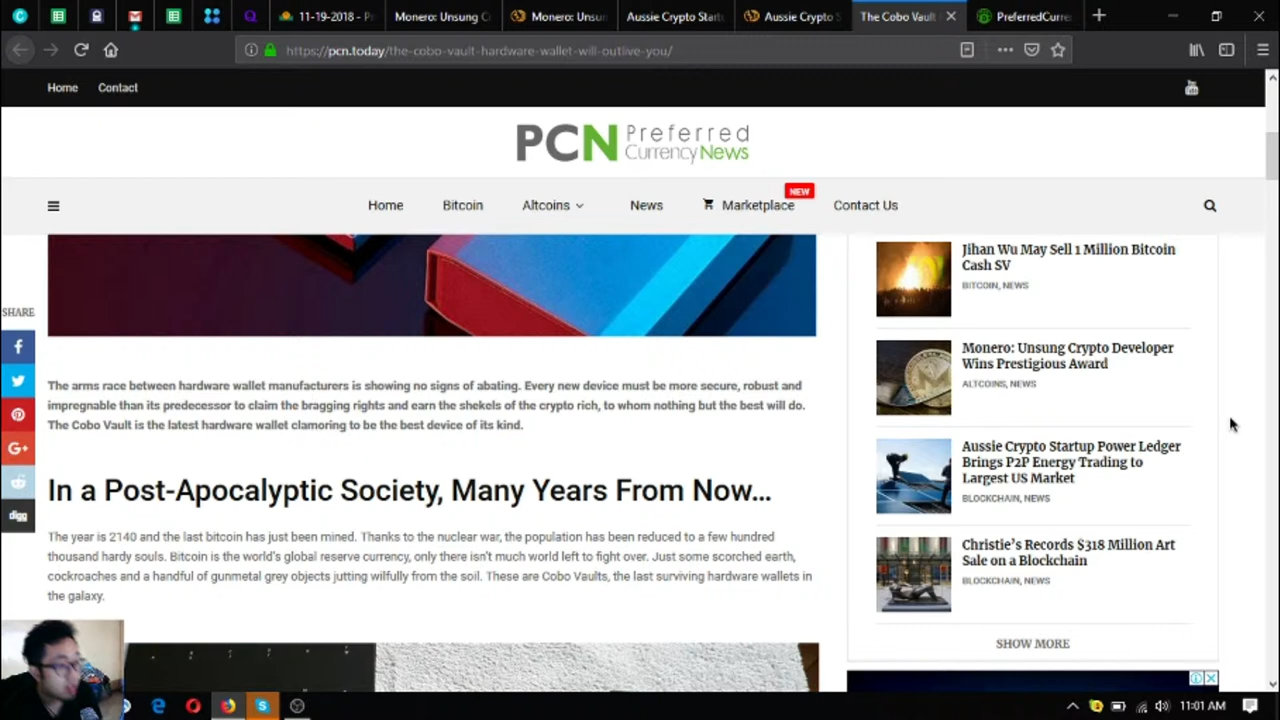 11-19-2018 - P
Monero: Unsung C
Monero: Unsun
Aussie Crypto Start
Aussie Crypto S
The Cobo Vault
PreferredCurre
https://pcn.today/the-cobo-vault-hardware-wallet-will-outlive-you/
Home Contact
PCN Preferred
CurrencyNews
NEW
Home Bitcoin Altcoins News Marketplace Contact Us
SHARE
digg
The arms race between hardware wallet manufacturers is showing no signs of abating. Every new device must be more secure, robust and
impregnable than its predecessor to claim the bragging rights and earn the shekels of the crypto rich, to whom nothing but the best will do.
The Cobo Vault is the latest hardware wallet clamoring to be the best device of its kind.
In a Post-Apocalyptic Society, Many Years From Now...
The year is 2140 and the last bitcoin has just been mined. Thanks to the nuclear war, the population has been reduced to a few hundred
thousand hardy souls. Bitcoin is the world's global reserve currency, only there isn't much world left to fight over. Just some scorched earth,
cockroaches and a handful of gunmetal grey objects jutting wilfully from the soil. These are Cobo Vaults, the last surviving hardware wallets in
the galaxy.
Jihan Wu May Sell 1 Million Bitcoin
Cash SV
BITCOIN, NEWS
Monero: Unsung Crypto Developer
Wins Prestigious Award
ALTCOINS, NEWS
Aussie Crypto Startup Power Ledger
Brings P2P Energy Trading to
Largest US Market
BLOCKCHAIN, NEWS
Christie's Records $318 Million Art
Sale on a Blockchain
BLOCKCHAIN, NEWS
SHOW MORE
11:01 AM